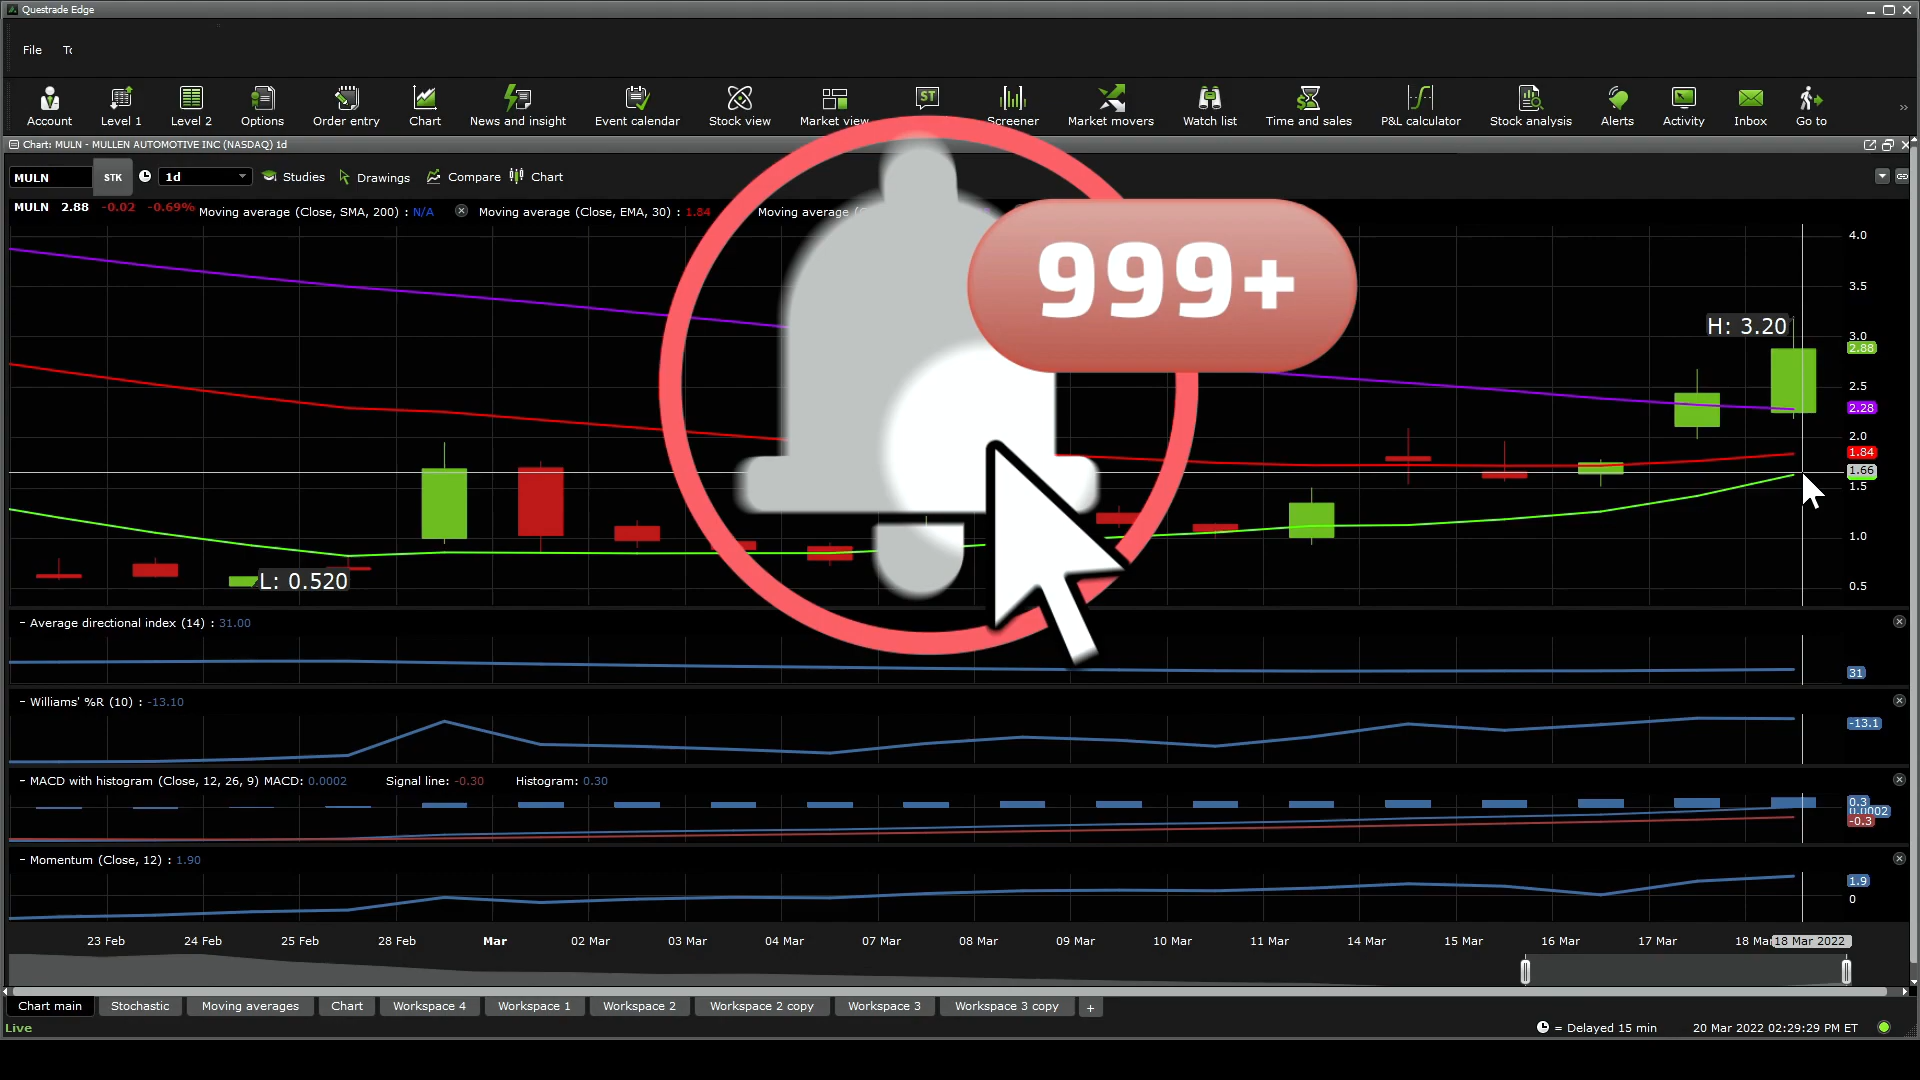 Questrade Edge
File
Account Level 1 Level 2 Options Order entry Chart News and insight Event calendar Stock view Market view ST Screener Market movers Watch list Time and sales P&L calculator Stock analysis Alerts Activity Inbox Go to
Chart: MULN - MULLEN AUTOMOTIVE INC (NASDAQ) 1d
MULN STK 1d Studies Drawings Compare Chart
MULN 2.88 -0.02 -0.69% Moving average (Close, SMA, 200) : N/A Moving average (Close, EMA, 30) : 1.84 Moving average
999+
4.0
3.5
H: 3.20
3.0
2.88
2.5
2.28
2.0
1.84
1.66
1.5
1.0
L: 0.520
0.5
- Average directional index (14) : 31.00
31
- Williams' %R (10) : -13.10
-13.1
- MACD with histogram (Close, 12, 26, 9) MACD: 0.0002 Signal line: -0.30 Histogram: 0.30
0.3
0.0002
-0.3
- Momentum (Close, 12) : 1.90
1.9
0
23 Feb 24 Feb 25 Feb 28 Feb Mar 02 Mar 03 Mar 04 Mar 07 Mar 08 Mar 09 Mar 10 Mar 11 Mar 14 Mar 15 Mar 16 Mar 17 Mar 18 Mar 18 Mar 2022
Chart main Stochastic Moving averages Chart Workspace 4 Workspace 1 Workspace 2 Workspace 2 copy Workspace 3 Workspace 3 copy +
Live = Delayed 15 min 20 Mar 2022 02:29:29 PM ET